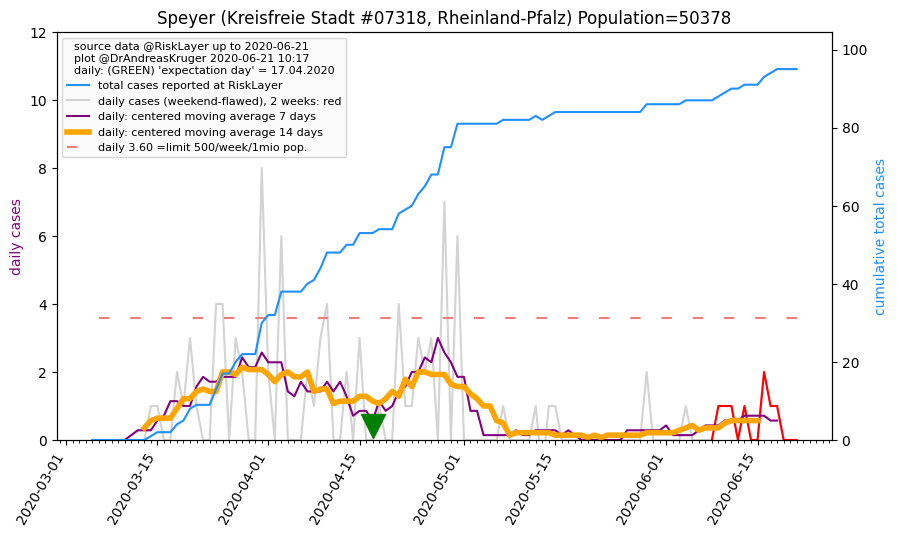 Speyer (Kreisfreie Stadt #07318, Rheinland-Pfalz) Population=50378
source data @RiskLayer up to 2020-06-21
plot @DrAndreasKruger 2020-06-21 10:17
daily: (GREEN) 'expectation day' = 17.04.2020
total cases reported at RiskLayer
daily cases (weekend-flawed), 2 weeks: red
daily: centered moving average 7 days
daily: centered moving average 14 days
daily 3.60 =limit 500/week/1mio pop.
daily cases
12
10
8
6
4
2
0
cumulative total cases
100
80
60
40
20
0
2020-03-01
2020-03-15
2020-04-01
2020-04-15
2020-05-01
2020-05-15
2020-06-01
2020-06-15